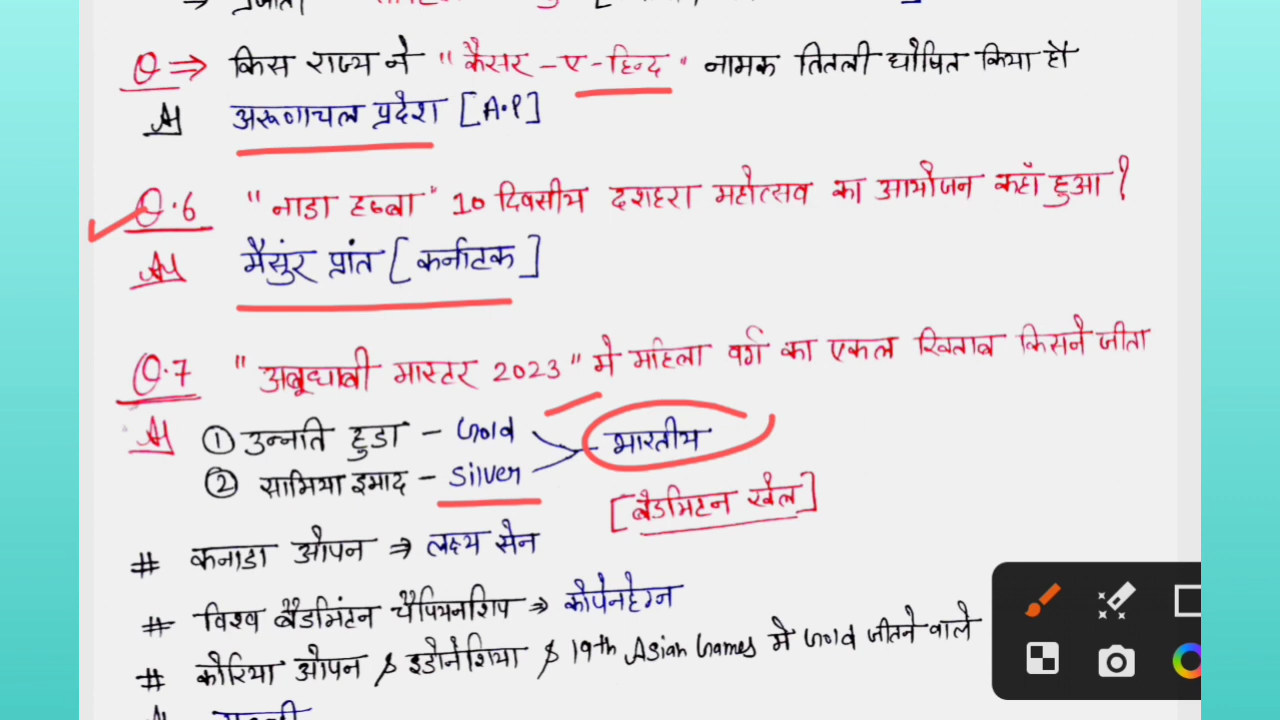 Q ⇒ किस राज्य ने "कैसर-ए-हिन्द" नामक तितली घोषित किया है
अरूणाचल प्रदेश [A.P]
Q.6 "नाडा हब्बा" 10 दिवसीय दशहरा महोत्सव का आयोजन कहाँ हुआ?
मैसुंर प्रांत [कर्नाटक]
Q.7 "अबूधाबी मास्टर 2023" में महिला वर्ग का एकल खिताब किसने जीता
① उन्नति हुडा - Gold
② सामिया इमाद - Silver
भारतीय
[बैडमिंटन खेल]
# कनाडा ओपन ⇒ लक्ष्य सेन
# विश्व बैडमिंटन चैंपियनशिप ⇒ कोपेनहेग्न
# कोरिया ओपन & इंडोनेशिया & 19th Asian Games में Gold जीतने वाले